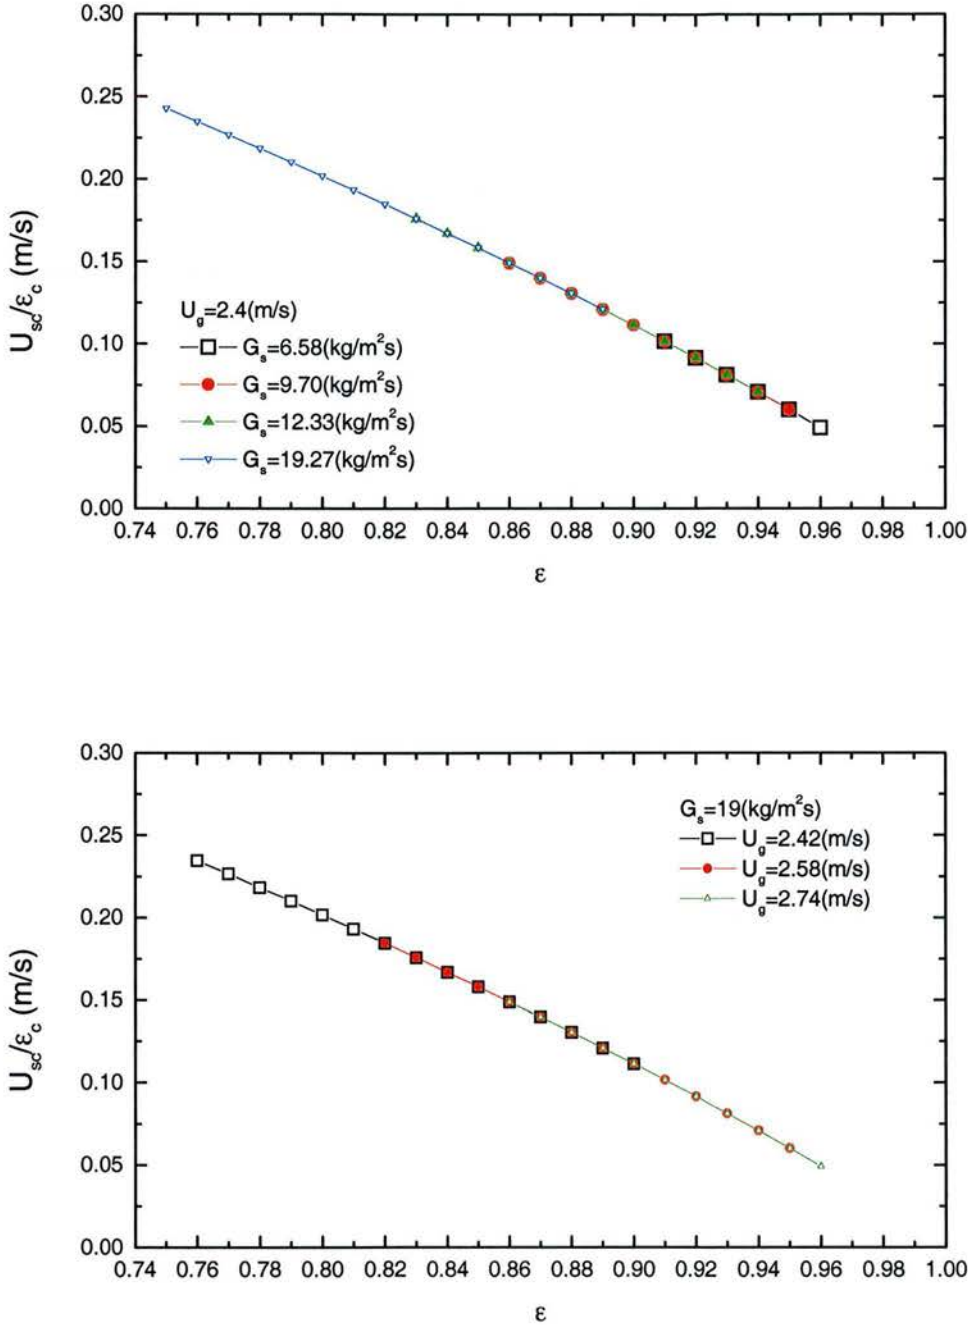 0.30
0.25
0.20
0.15
0.10
0.05
0.00
U_sc/ε_c (m/s)
U_g=2.4(m/s)
G_s=6.58(kg/m²s)
G_s=9.70(kg/m²s)
G_s=12.33(kg/m²s)
G_s=19.27(kg/m²s)
0.74 0.76 0.78 0.80 0.82 0.84 0.86 0.88 0.90 0.92 0.94 0.96 0.98 1.00
ε
0.30
0.25
0.20
0.15
0.10
0.05
0.00
U_sc/ε_c (m/s)
G_s=19(kg/m²s)
U_g=2.42(m/s)
U_g=2.58(m/s)
U_g=2.74(m/s)
0.74 0.76 0.78 0.80 0.82 0.84 0.86 0.88 0.90 0.92 0.94 0.96 0.98 1.00
ε